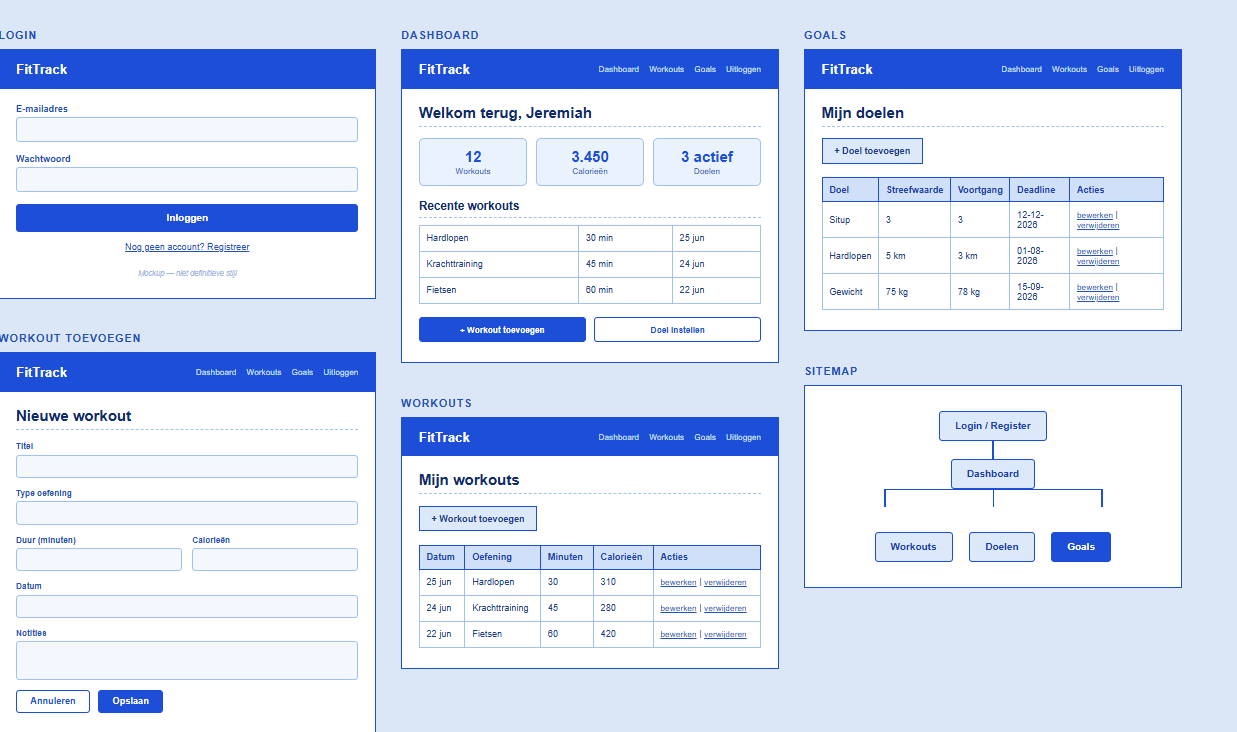 LOGIN
FitTrack
E-mailadres
Wachtwoord
Inloggen
Nog geen account? Registreer
Mockup — niet definitieve stijl
WORKOUT TOEVOEGEN
FitTrack
Dashboard Workouts Goals Uitloggen
Nieuwe workout
Titel
Type oefening
Duur (minuten) Calorieën
Datum
Notities
Annuleren Opslaan
DASHBOARD
FitTrack
Dashboard Workouts Goals Uitloggen
Welkom terug, Jeremiah
12 3.450 3 actief
Workouts Calorieën Doelen
Recente workouts
Hardlopen 30 min 25 jun
Krachttraining 45 min 24 jun
Fietsen 60 min 22 jun
+ Workout toevoegen Doel instellen
WORKOUTS
FitTrack
Dashboard Workouts Goals Uitloggen
Mijn workouts
+ Workout toevoegen
Datum Oefening Minuten Calorieën Acties
25 jun Hardlopen 30 310 bewerken | verwijderen
24 jun Krachttraining 45 280 bewerken | verwijderen
22 jun Fietsen 60 420 bewerken | verwijderen
GOALS
FitTrack
Dashboard Workouts Goals Uitloggen
Mijn doelen
+ Doel toevoegen
Doel Streefwaarde Voortgang Deadline Acties
Situp 3 3 12-12-2026 bewerken | verwijderen
Hardlopen 5 km 3 km 01-08-2026 bewerken | verwijderen
Gewicht 75 kg 78 kg 15-09-2026 bewerken | verwijderen
SITEMAP
Login / Register
Dashboard
Workouts Doelen Goals